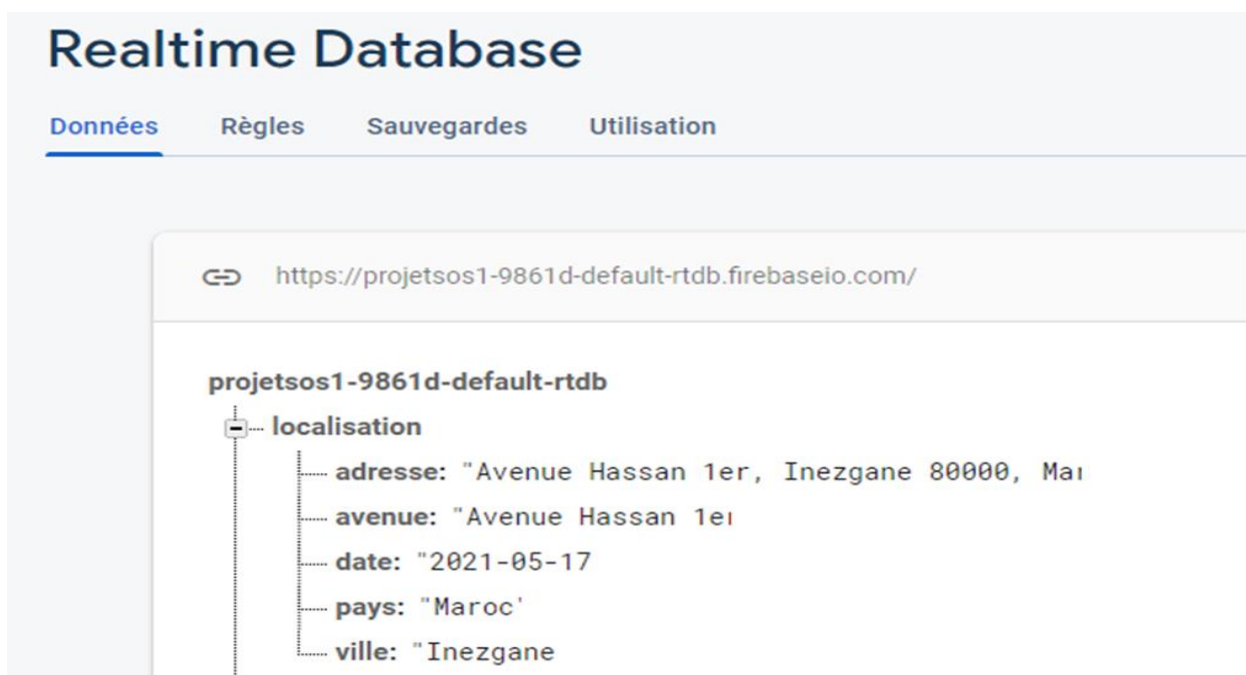 Realtime Database
Données Règles Sauvegardes Utilisation
https://projetsos1-9861d-default-rtdb.firebaseio.com/
projetsos1-9861d-default-rtdb
localisation
adresse: "Avenue Hassan 1er, Inezgane 80000,
avenue: "Avenue Hassan
date: "2021-05-17
pays: "Maroc'
ville: "Inezgane